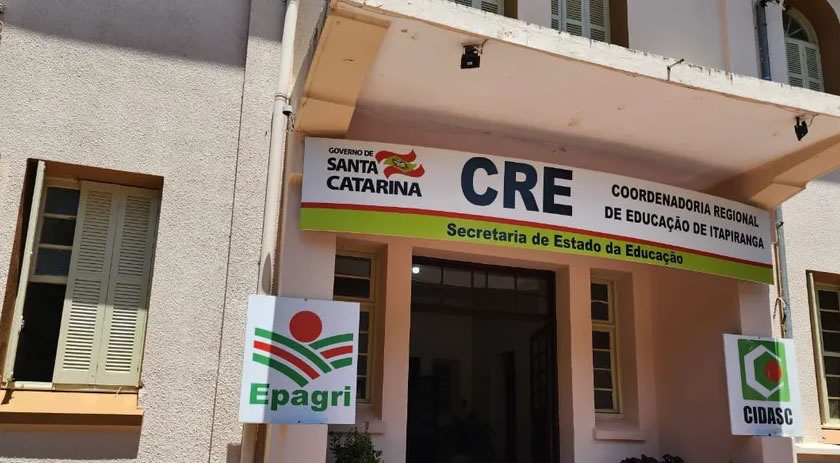 GOVERNO DE
SANTA
CATARINA
CRE
COORDENADORIA REGIONAL
DE EDUCAÇÃO DE ITAPIRANGA
Secretaria de Estado da Educação
Epagri
CIDASC